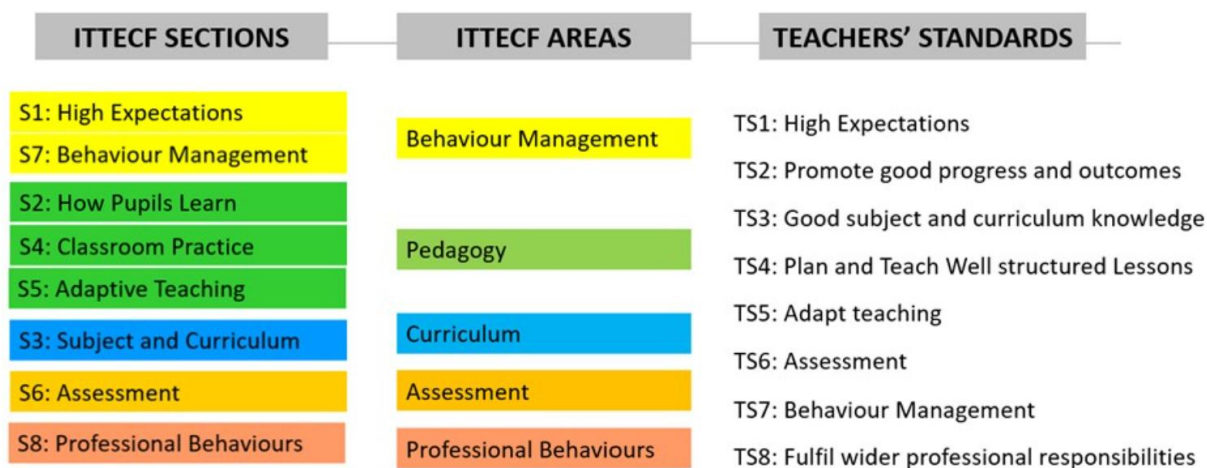 ITTECF SECTIONS
ITTECF AREAS
TEACHERS’ STANDARDS
S1: High Expectations
S7: Behaviour Management
S2: How Pupils Learn
S4: Classroom Practice
S5: Adaptive Teaching
S3: Subject and Curriculum
S6: Assessment
S8: Professional Behaviours
Behaviour Management
Pedagogy
Curriculum
Assessment
Professional Behaviours
TS1: High Expectations
TS2: Promote good progress and outcomes
TS3: Good subject and curriculum knowledge
TS4: Plan and Teach Well structured Lessons
TS5: Adapt teaching
TS6: Assessment
TS7: Behaviour Management
TS8: Fulfil wider professional responsibilities